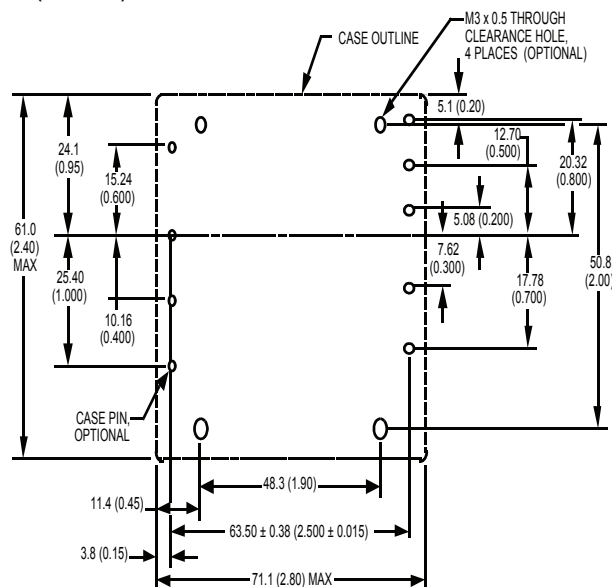 M3 x 0.5 THROUGH
CLEARANCE HOLE,
4 PLACES (OPTIONAL)
CASE OUTLINE
5.1 (0.20)
12.70
(0.500)
20.32
(0.800)
24.1
(0.95)
15.24
(0.600)
5.08 (0.200)
61.0
(2.40)
MAX
7.62
(0.300)
50.8
(2.00)
25.40
(1.000)
17.78
(0.700)
10.16
(0.400)
CASE PIN,
OPTIONAL
48.3 (1.90)
11.4 (0.45)
63.50 ± 0.38 (2.500 ± 0.015)
3.8 (0.15)
71.1 (2.80) MAX